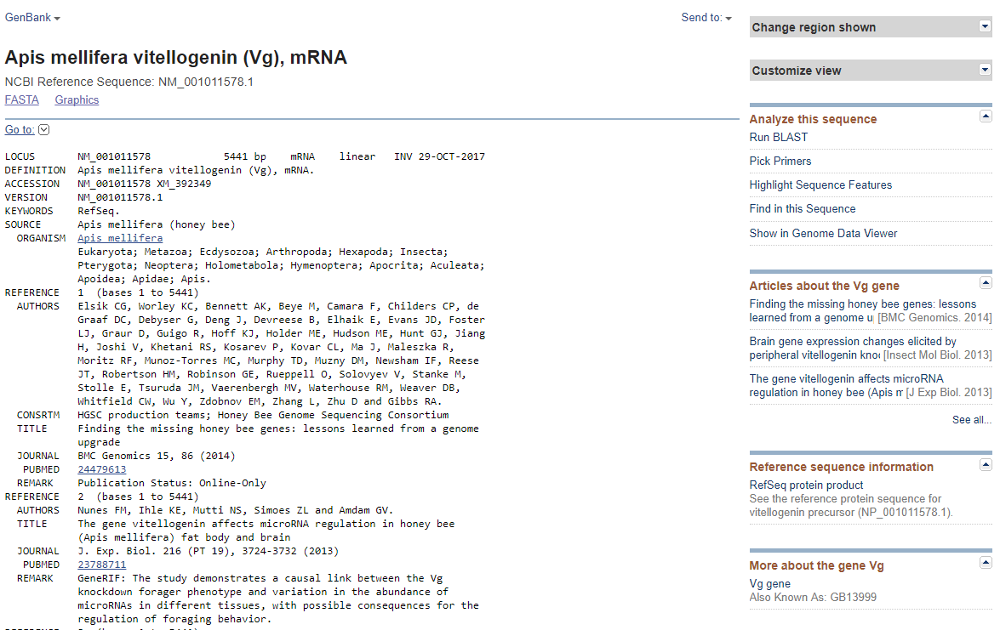 GenBank
Send to:
Apis mellifera vitellogenin (Vg), mRNA
NCBI Reference Sequence: NM_001011578.1
FASTA Graphics
Go to:
LOCUS NM_001011578 5441 bp mRNA linear INV 29-OCT-2017
DEFINITION Apis mellifera vitellogenin (Vg), mRNA.
ACCESSION NM_001011578 XM_392349
VERSION NM_001011578.1
KEYWORDS RefSeq.
SOURCE Apis mellifera (honey bee)
ORGANISM Apis mellifera
Eukaryota; Metazoa; Ecdysozoa; Arthropoda; Hexapoda; Insecta;
Pterygota; Neoptera; Holometabola; Hymenoptera; Apocrita; Aculeata;
Apoidea; Apidae; Apis.
REFERENCE 1 (bases 1 to 5441)
AUTHORS Elsik CG, Worley KC, Bennett AK, Beye M, Camara F, Childers CP, de
Graaf DC, Debyser G, Deng J, Devreese B, Elhaik E, Evans JD, Foster
LJ, Graur D, Guigo R, Hoff KJ, Holder ME, Hudson ME, Hunt GJ, Jiang
H, Joshi V, Khetani RS, Kosarev P, Kovar CL, Ma J, Maleszka R,
Moritz RF, Munoz-Torres MC, Murphy TD, Muzny DM, Newsham IF, Reese
JT, Robertson HM, Robinson GE, Rueppell O, Solovyev V, Stanke M,
Stolle E, Tsuruda JM, Vaerenbergh MV, Waterhouse RM, Weaver DB,
Whitfield CW, Wu Y, Zdobnov EM, Zhang L, Zhu D and Gibbs RA.
CONSRTM HGSC production teams; Honey Bee Genome Sequencing Consortium
TITLE Finding the missing honey bee genes: lessons learned from a genome
upgrade
JOURNAL BMC Genomics 15, 86 (2014)
PUBMED 24479613
REMARK Publication Status: Online-Only
REFERENCE 2 (bases 1 to 5441)
AUTHORS Nunes FM, Ihle KE, Mutti NS, Simoes ZL and Amdam GV.
TITLE The gene vitellogenin affects microRNA regulation in honey bee
(Apis mellifera) fat body and brain
JOURNAL J. Exp. Biol. 216 (PT 19), 3724-3732 (2013)
PUBMED 23788711
REMARK GeneRIF: The study demonstrates a causal link between the Vg
knockdown forager phenotype and variation in the abundance of
microRNAs in different tissues, with possible consequences for the
regulation of foraging behavior.
Change region shown
Customize view
Analyze this sequence
Run BLAST
Pick Primers
Highlight Sequence Features
Find in this Sequence
Show in Genome Data Viewer
Articles about the Vg gene
Finding the missing honey bee genes: lessons
learned from a genome u [BMC Genomics. 2014]
Brain gene expression changes elicited by
peripheral vitellogenin knoc [Insect Mol Biol. 2013]
The gene vitellogenin affects microRNA
regulation in honey bee (Apis m [J Exp Biol. 2013]
See all...
Reference sequence information
RefSeq protein product
See the reference protein sequence for
vitellogenin precursor (NP_001011578.1).
More about the gene Vg
Vg gene
Also Known As: GB13999